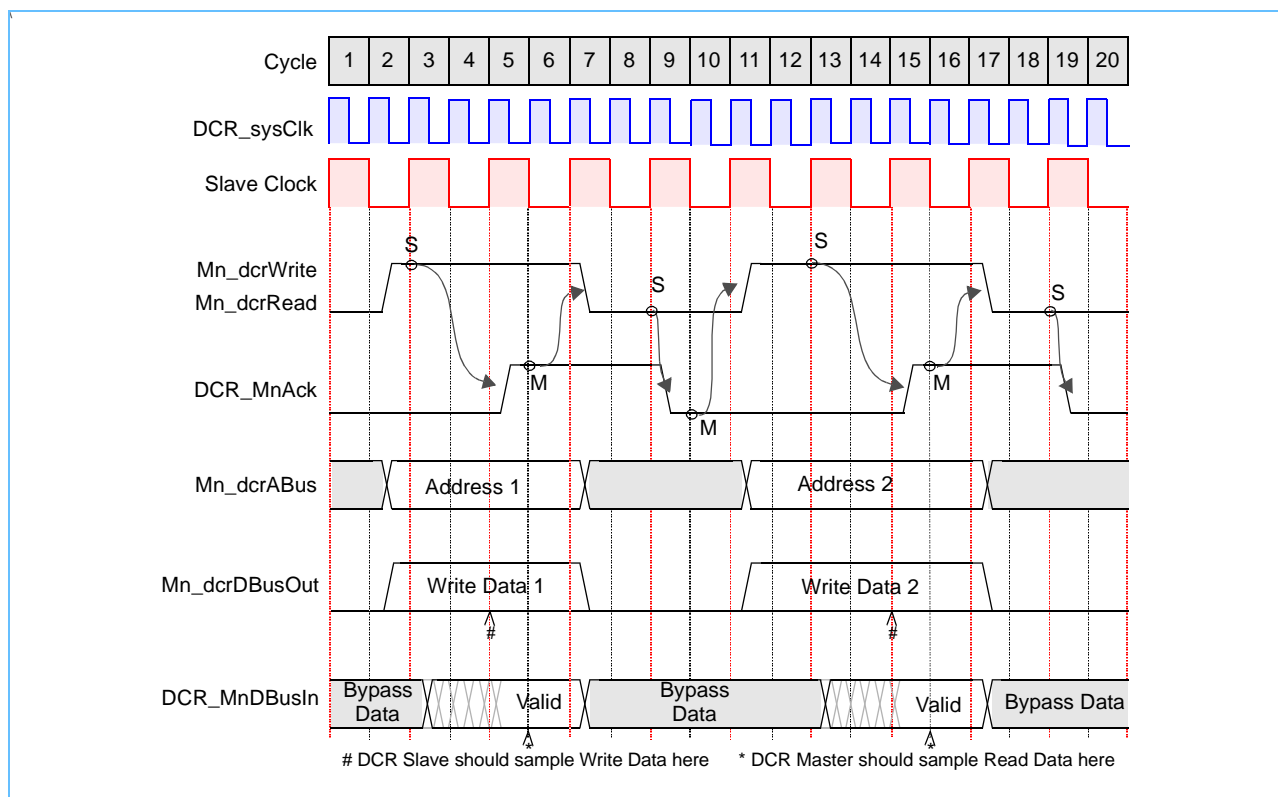 Cycle 1 2 3 4 5 6 7 8 9 10 11 12 13 14 15 16 17 18 19 20
DCR_sysClk
Slave Clock
S S S S
Mn_dcrWrite
Mn_dcrRead
DCR_MnAck
M M M
Mn_dcrABus Address 1 Address 2
Mn_dcrDBusOut Write Data 1 Write Data 2
# #
DCR_MnDBusIn Bypass Data Valid Bypass Data Valid Bypass Data
* *
# DCR Slave should sample Write Data here * DCR Master should sample Read Data here